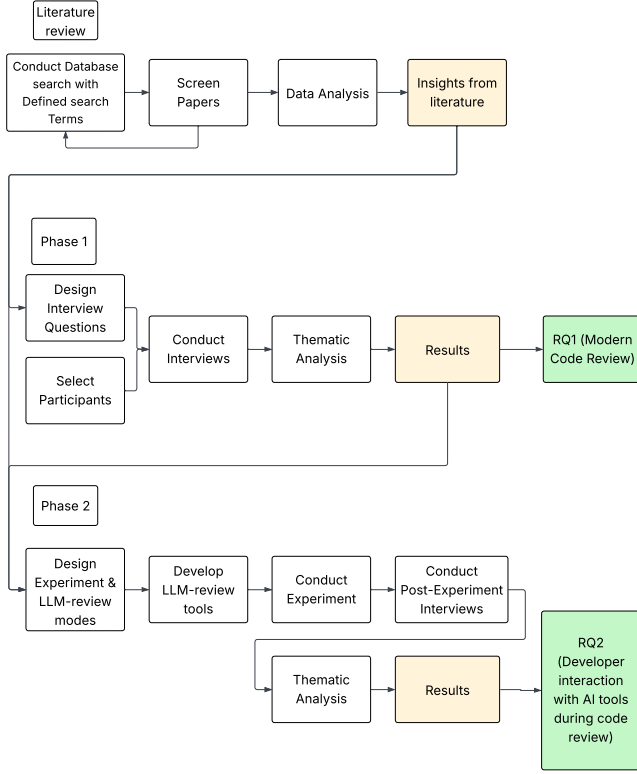 Literature
review
Conduct Database
search with
Defined search
Terms
Screen
Papers
Data Analysis
Insights from
literature
Phase 1
Design
Interview
Questions
Select
Participants
Conduct
Interviews
Thematic
Analysis
Results
RQ1 (Modern
Code Review)
Phase 2
Design
Experiment &
LLM-review
modes
Develop
LLM-review
tools
Conduct
Experiment
Conduct
Post-Experiment
Interviews
Thematic
Analysis
Results
RQ2
(Developer
interaction
with AI tools
during code
review)